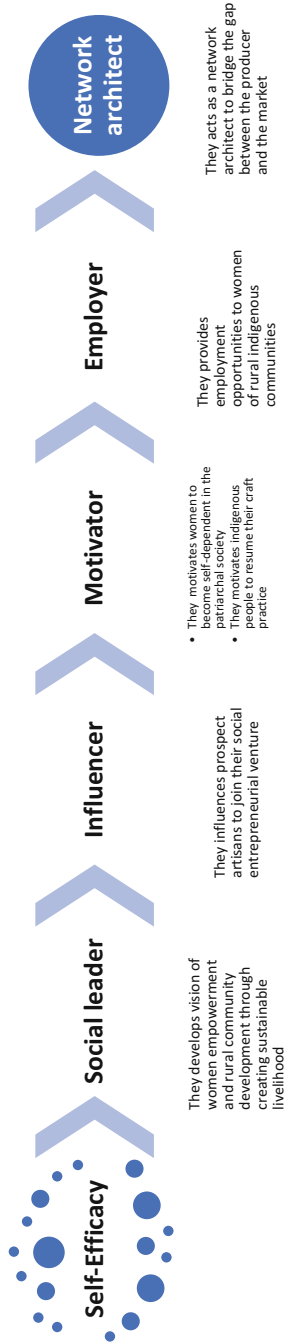 Self-Efficacy
Social leader
They develops vision of
women empowerment
and rural community
development through
creating sustainable
livelihood
Influencer
They influences prospect
artisans to join their social
entrepreneurial venture
Motivator
• They motivates women to
become self-dependent in the
patriarchal society
• They motivates indigenous
people to resume their craft
practice
Employer
They provides
employment
opportunities to women
of rural indigenous
communities
Network
architect
They acts as a network
architect to bridge the gap
between the producer
and the market